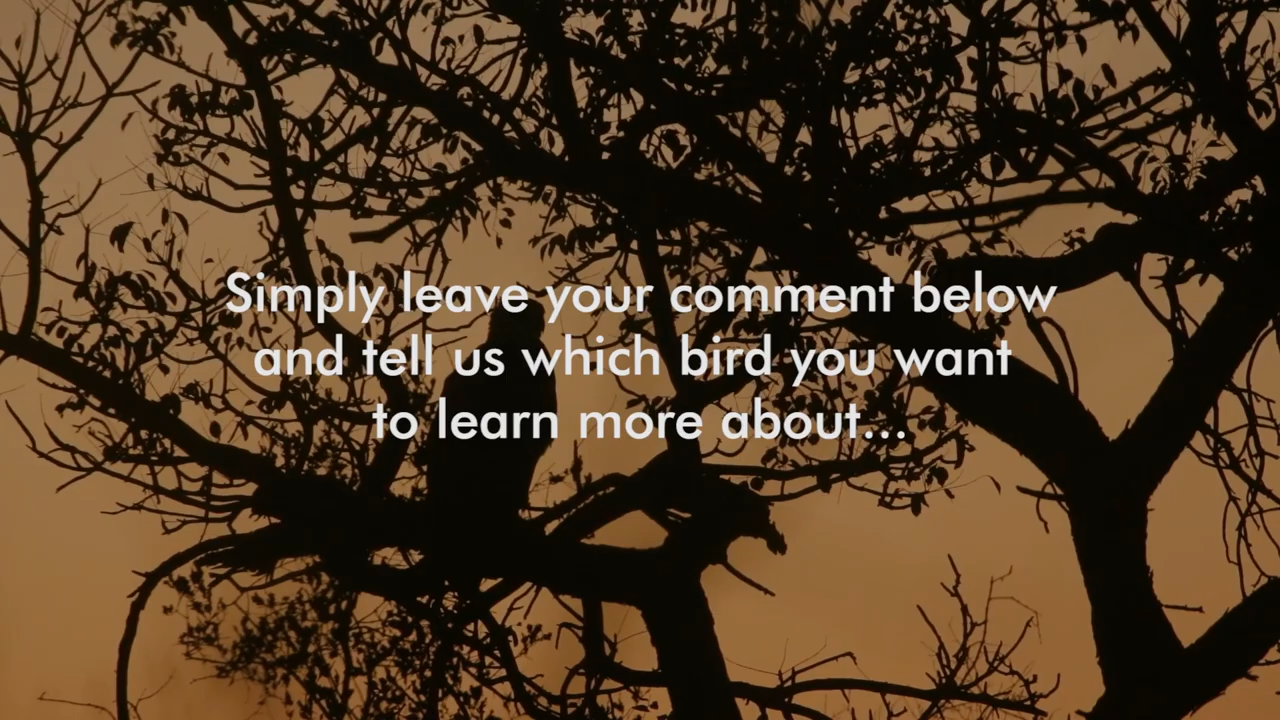 Simply leave your comment below
and tell us which bird you want
to learn more about...